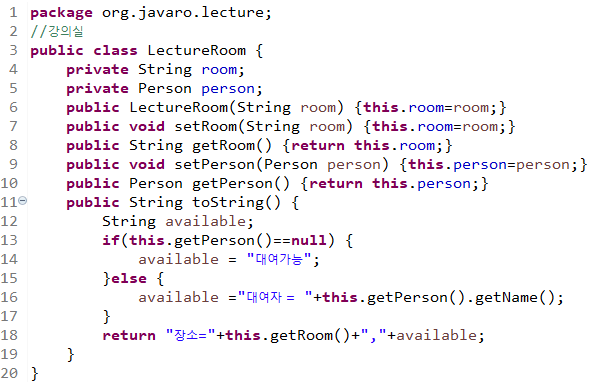 1 package org.javaro.lecture;
2 //강의실
3 public class LectureRoom {
4     private String room;
5     private Person person;
6     public LectureRoom(String room) {this.room=room;}
7     public void setRoom(String room) {this.room=room;}
8     public String getRoom() {return this.room;}
9     public void setPerson(Person person) {this.person=person;}
10     public Person getPerson() {return this.person;}
11     public String toString() {
12         String available;
13         if(this.getPerson()==null) {
14             available = "대여가능";
15         }else {
16             available ="대여자 = "+this.getPerson().getName();
17         }
18         return "장소="+this.getRoom()+","+available;
19     }
20 }